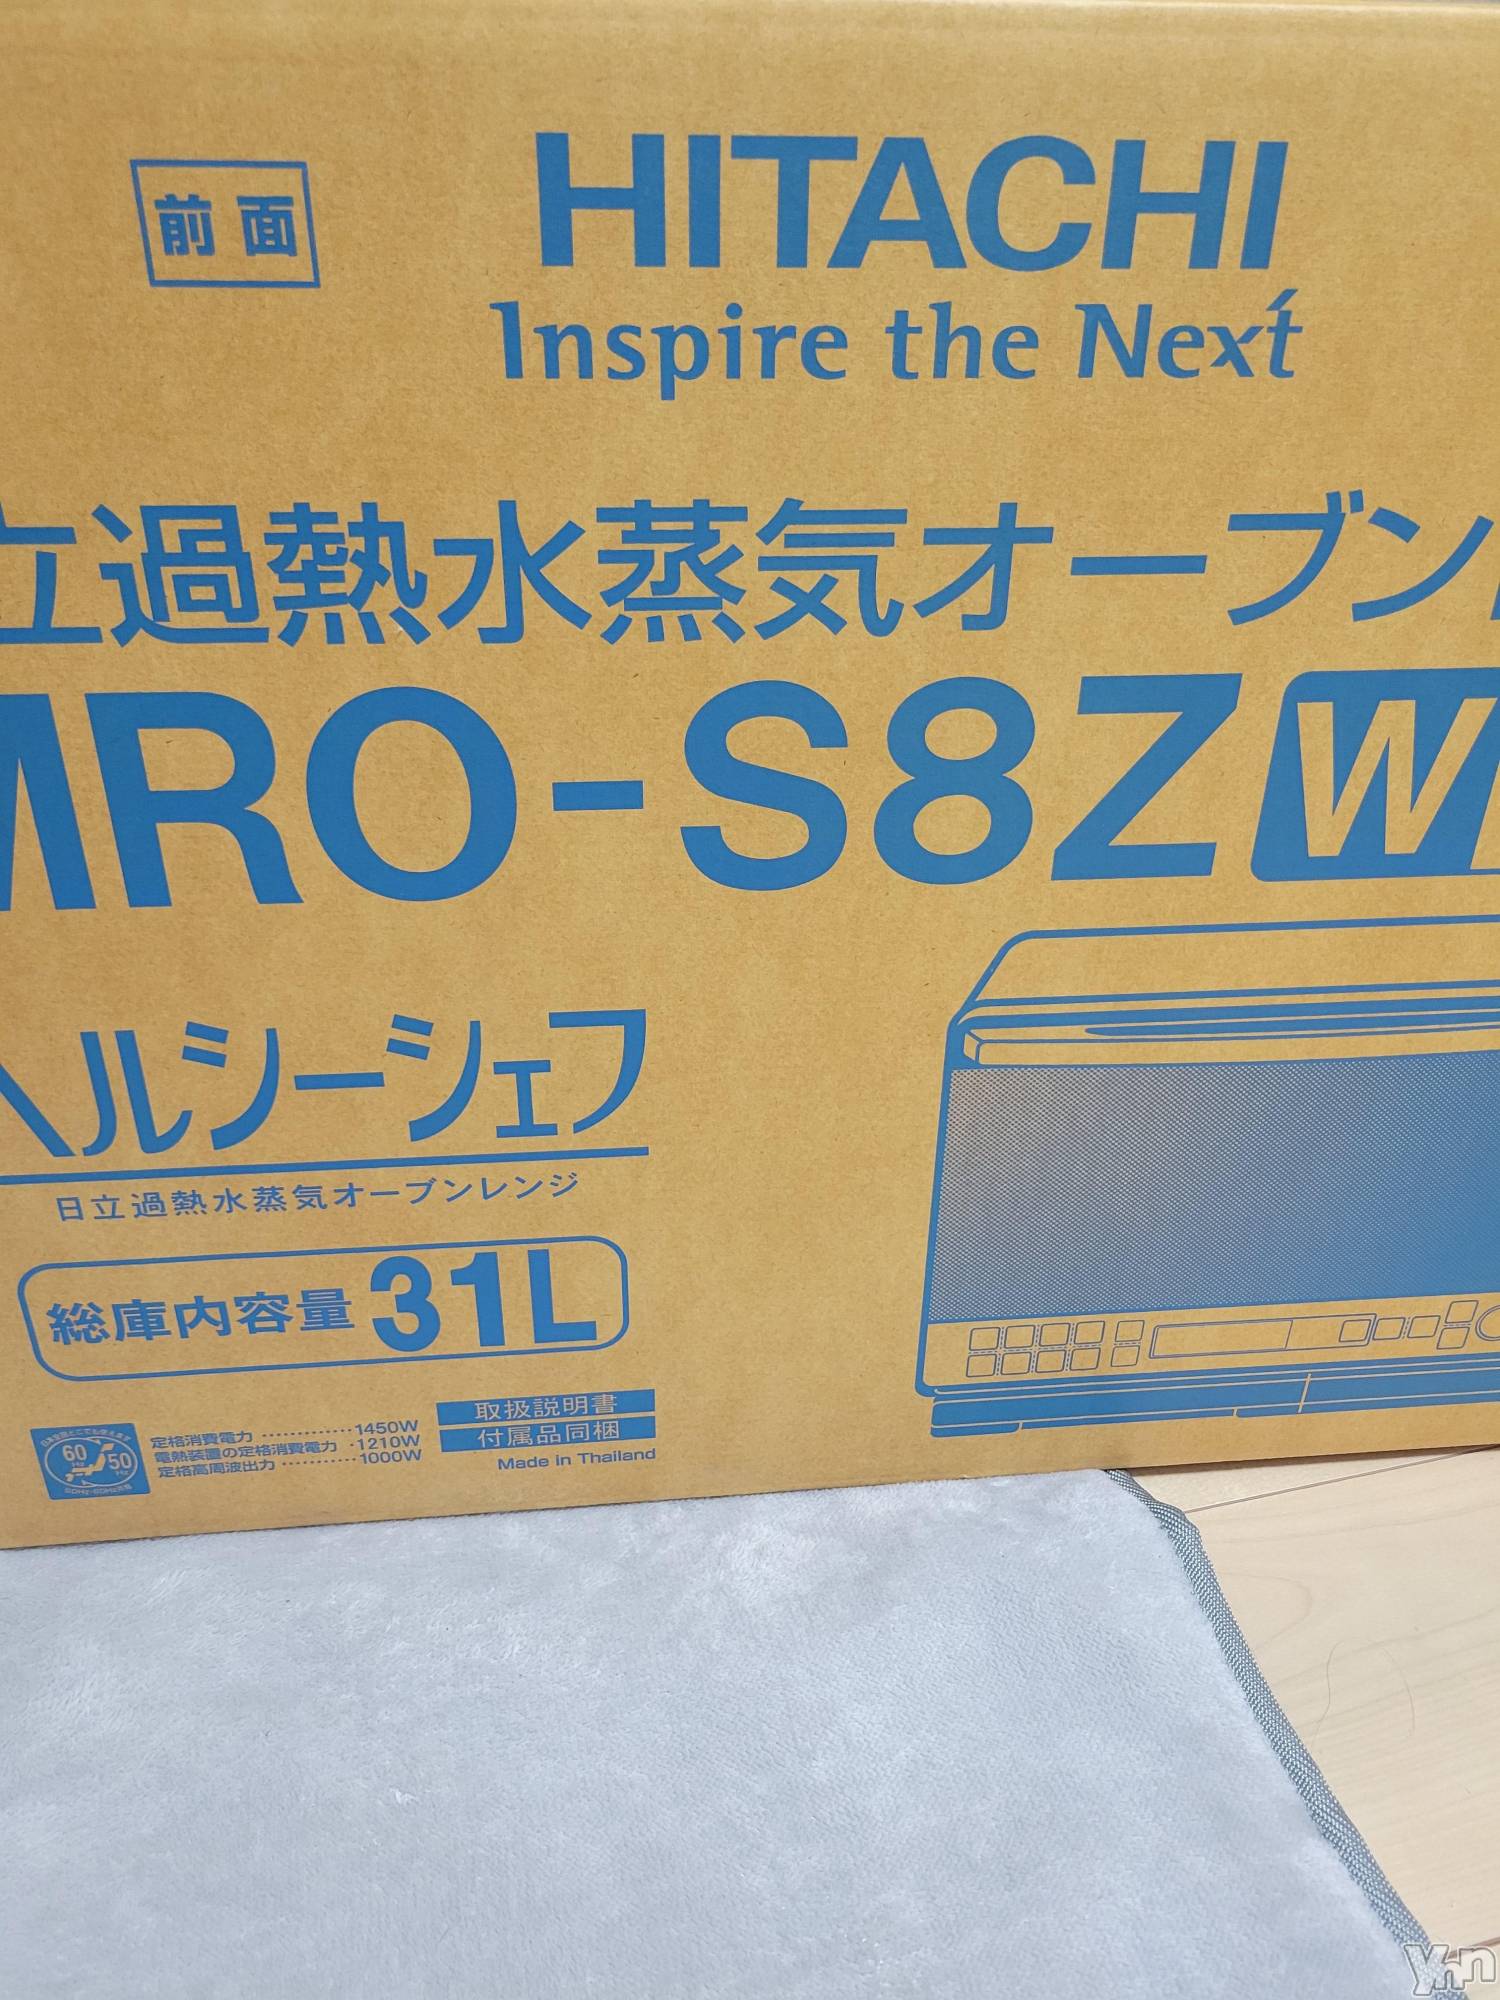 前面
HITACHI
Inspire the Next
立過熱水蒸気オーブン
MRO-S8Z W
ヘルシーシェフ
日立過熱水蒸気オーブンレンジ
総庫内容量 31L
60Hz 50Hz
定格消費電力 ············· 1450W
電熱装置の定格消費電力 · 1210W
定格高周波出力 ··········· 1000W
取扱説明書
付属品同梱
Made in Thailand